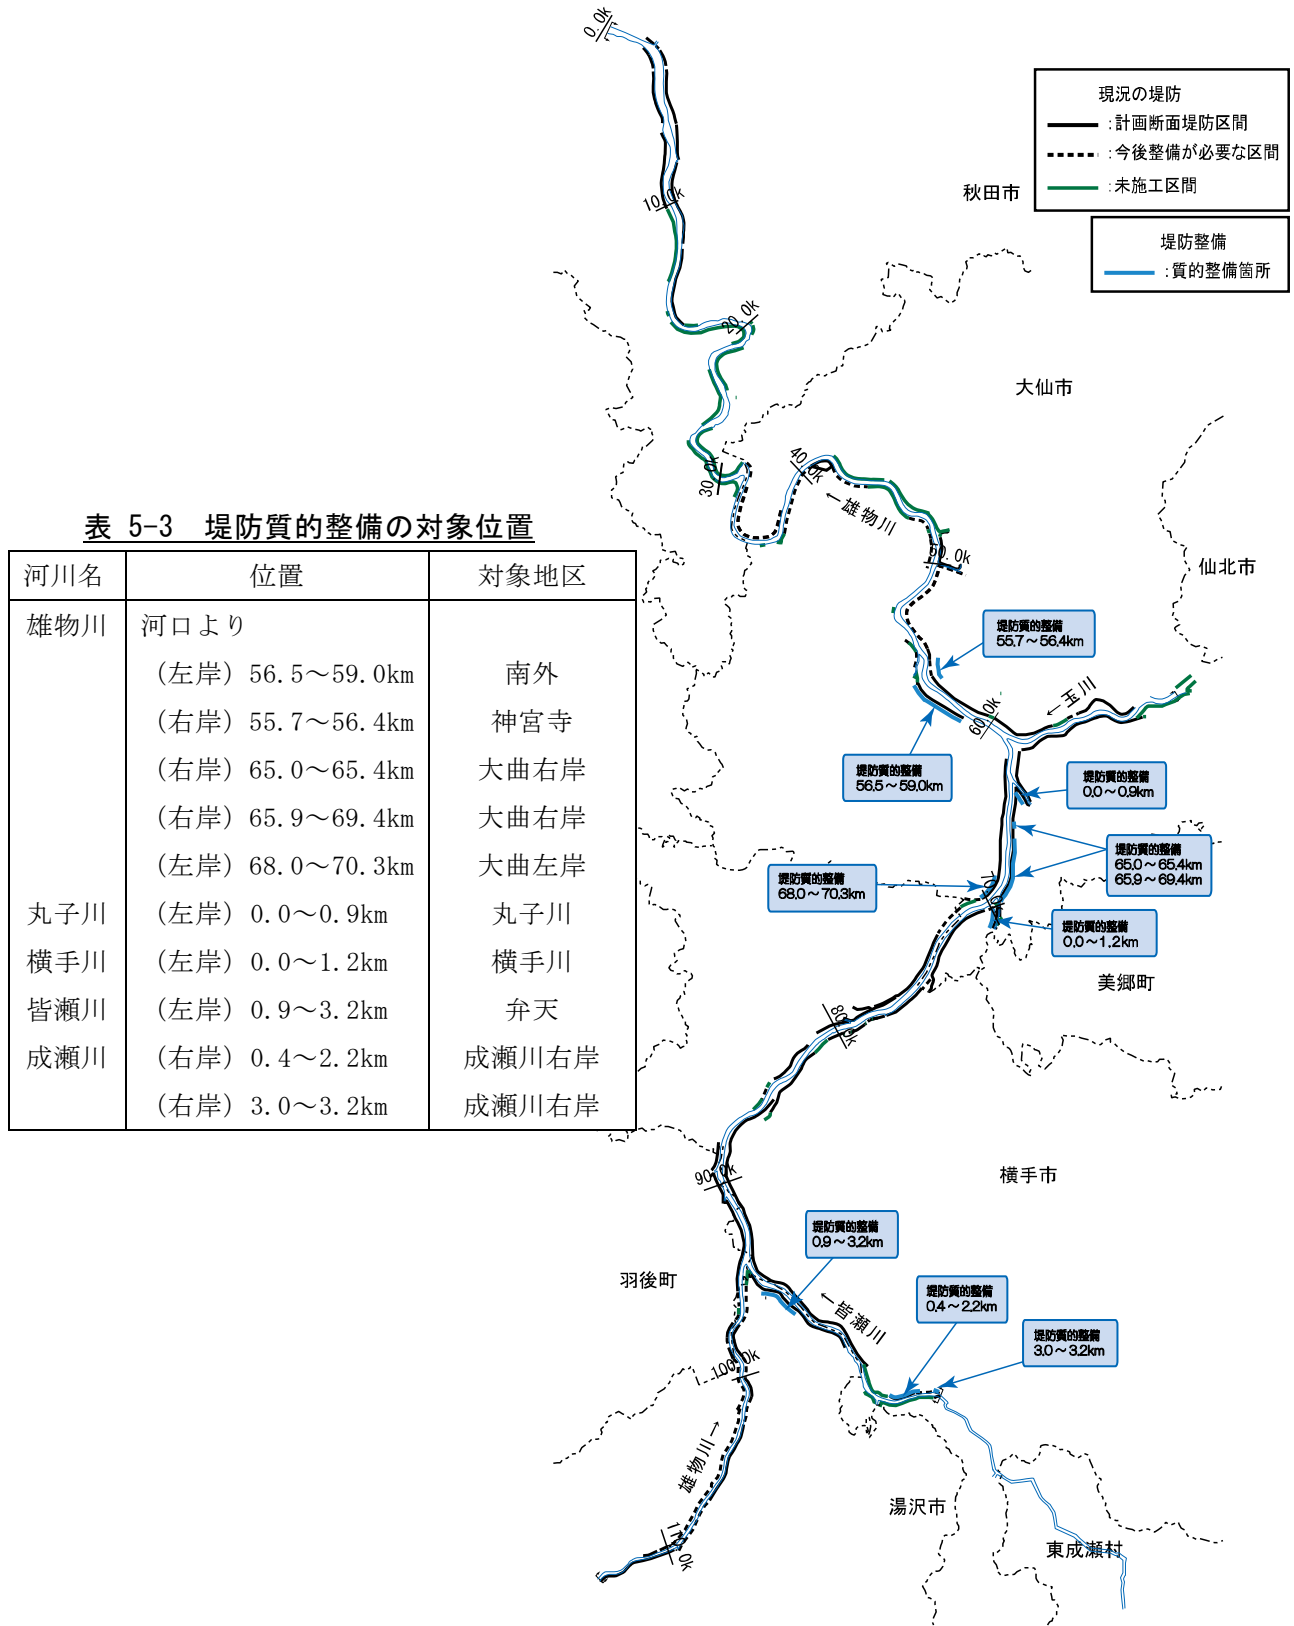 0.0k
現況の堤防
:計画断面堤防区間
:今後整備が必要な区間
:未施工区間
堤防整備
:質的整備箇所
秋田市
10.0k
20.0k
大仙市
30.0k
40.0k
←雄物川
50.0k
仙北市
表 5-3 堤防質的整備の対象位置
河川名 位置 対象地区
雄物川 河口より
(左岸) 56.5～59.0km 南外
(右岸) 55.7～56.4km 神宮寺
(右岸) 65.0～65.4km 大曲右岸
(右岸) 65.9～69.4km 大曲右岸
(左岸) 68.0～70.3km 大曲左岸
丸子川 (左岸) 0.0～0.9km 丸子川
横手川 (左岸) 0.0～1.2km 横手川
皆瀬川 (左岸) 0.9～3.2km 弁天
成瀬川 (右岸) 0.4～2.2km 成瀬川右岸
(右岸) 3.0～3.2km 成瀬川右岸
堤防質的整備
55.7～56.4km
←玉川
60.0k
堤防質的整備
56.5～59.0km
堤防質的整備
0.0～0.9km
堤防質的整備
65.0～65.4km
65.9～69.4km
堤防質的整備
68.0～70.3km
70.0k
堤防質的整備
0.0～1.2km
美郷町
80.0k
90.0k
横手市
堤防質的整備
0.9～3.2km
羽後町
←皆瀬川
堤防質的整備
0.4～2.2km
堤防質的整備
3.0～3.2km
100.0k
雄物川→
湯沢市
110.0k
東成瀬村